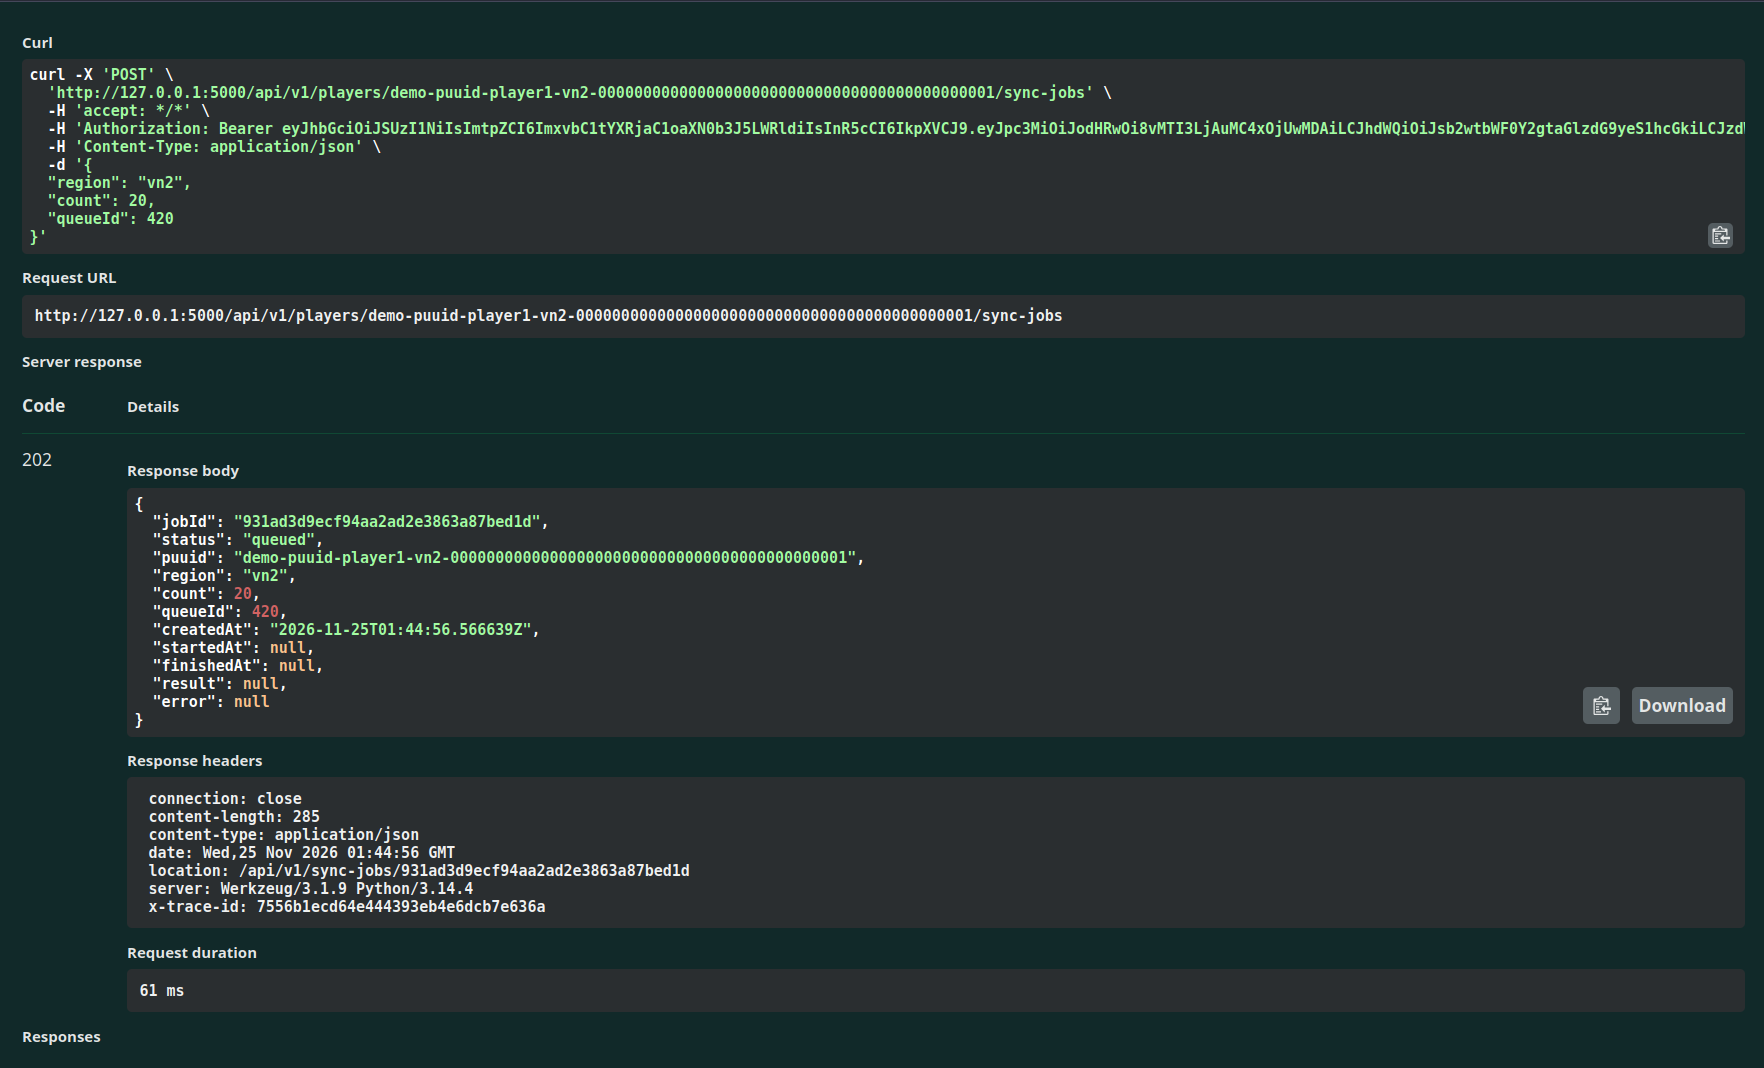 Curl
curl -X 'POST' \
'http://127.0.0.1:5000/api/v1/players/demo-puuid-player1-vn2-00000000000000000000000000000000000000000001/sync-jobs' \
-H 'accept: */*' \
-H 'Authorization: Bearer eyJhbGciOiJSUzI1NiIsImtpZCI6ImxvbC1tYXRjaC1oaXN0b3J5LWRldiIsInR5cCI6IkpXVCJ9.eyJpc3MiOiJodHRwOi8vMTI3LjAuMC4xOjUwMDAiLCJhdWQiOiJsb2wtbWF0Y2gtaGlzdG9yeS1hcGkiLCJzd
-H 'Content-Type: application/json' \
-d '{
"region": "vn2",
"count": 20,
"queueId": 420
}'
Request URL
http://127.0.0.1:5000/api/v1/players/demo-puuid-player1-vn2-00000000000000000000000000000000000000000001/sync-jobs
Server response
Code Details
202
Response body
{
"jobId": "931ad3d9ecf94aa2ad2e3863a87bed1d",
"status": "queued",
"puuid": "demo-puuid-player1-vn2-00000000000000000000000000000000000000000001",
"region": "vn2",
"count": 20,
"queueId": 420,
"createdAt": "2026-11-25T01:44:56.566639Z",
"startedAt": null,
"finishedAt": null,
"result": null,
"error": null
}
Download
Response headers
connection: close
content-length: 285
content-type: application/json
date: Wed,25 Nov 2026 01:44:56 GMT
location: /api/v1/sync-jobs/931ad3d9ecf94aa2ad2e3863a87bed1d
server: Werkzeug/3.1.9 Python/3.14.4
x-trace-id: 7556b1ecd64e444393eb4e6dcb7e636a
Request duration
61 ms
Responses